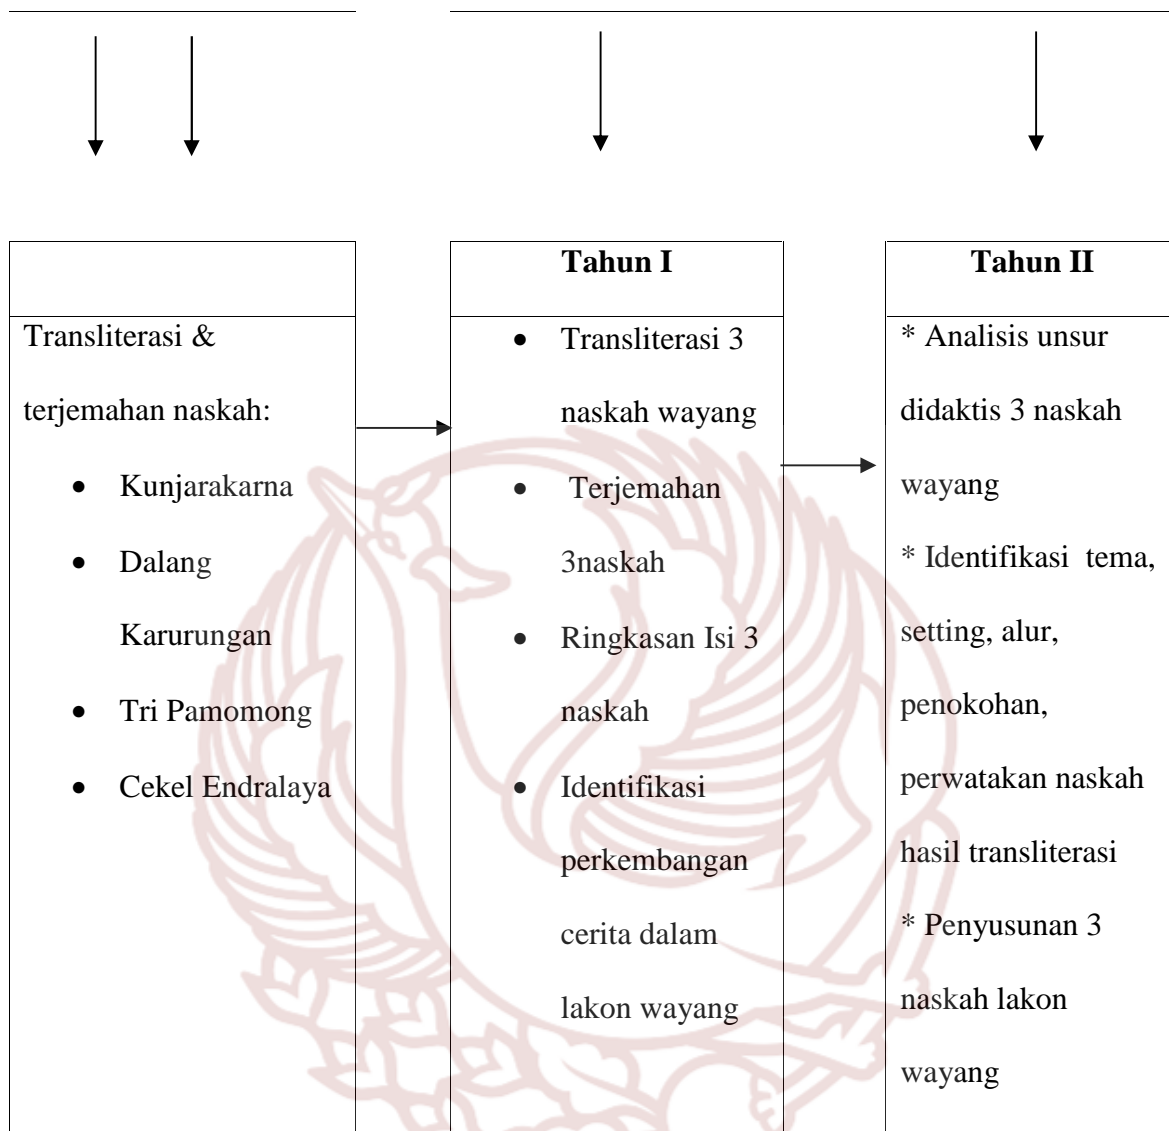 Transliterasi &
terjemahan naskah:
• Kunjarakarna
• Dalang
Karurungan
• Tri Pamomong
• Cekel Endralaya
Tahun I
• Transliterasi 3
naskah wayang
• Terjemahan
3naskah
• Ringkasan Isi 3
naskah
• Identifikasi
perkembangan
cerita dalam
lakon wayang
Tahun II
* Analisis unsur
didaktis 3 naskah
wayang
* Identifikasi tema,
setting, alur,
penokohan,
perwatakan naskah
hasil transliterasi
* Penyusunan 3
naskah lakon
wayang